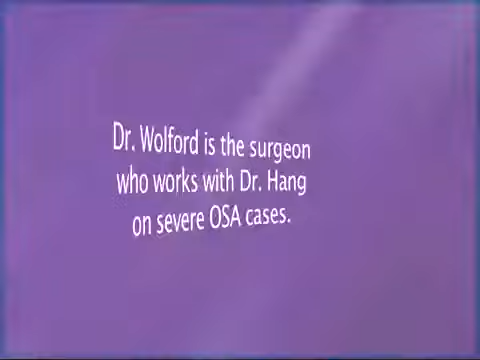 Dr. Wolford is the surgeon
who works with Dr. Hang
on severe OSA cases.